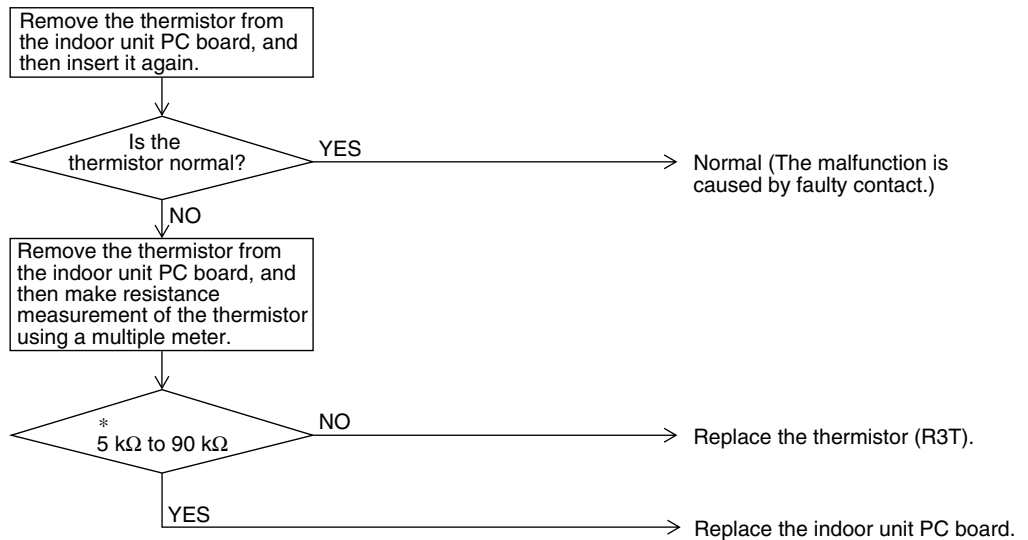 Remove the thermistor from
the indoor unit PC board, and
then insert it again.
Is the
thermistor normal?
YES
Normal (The malfunction is
caused by faulty contact.)
NO
Remove the thermistor from
the indoor unit PC board, and
then make resistance
measurement of the thermistor
using a multiple meter.
*
5 kΩ to 90 kΩ
NO
Replace the thermistor (R3T).
YES
Replace the indoor unit PC board.